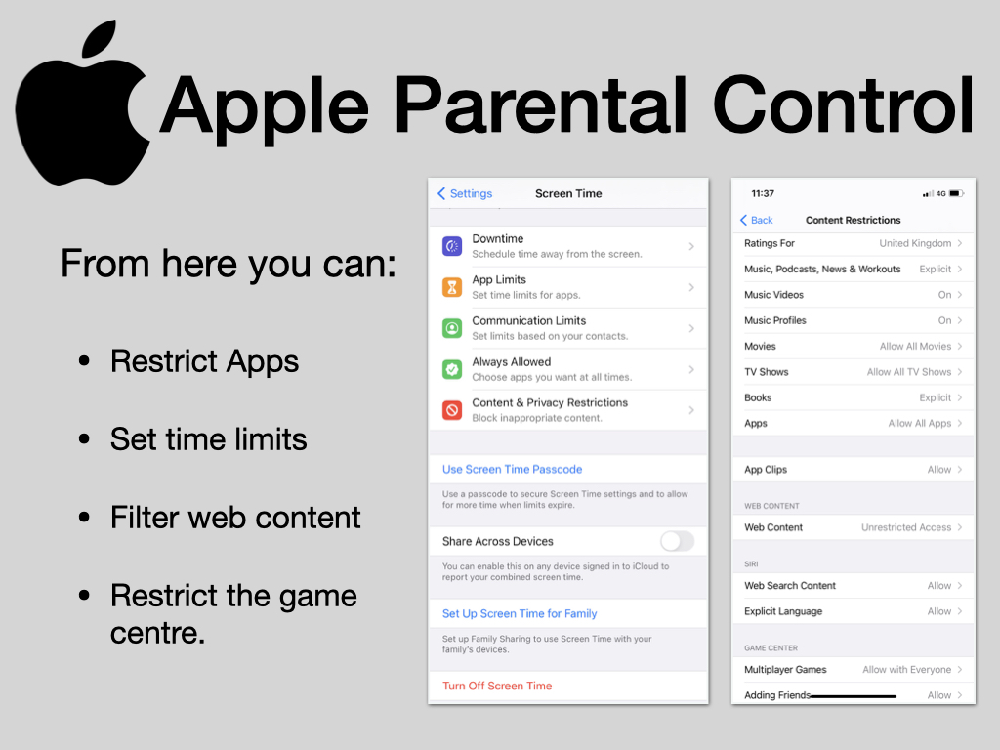 Apple Parental Control
From here you can:
• Restrict Apps
• Set time limits
• Filter web content
• Restrict the game
centre.
Settings
Screen Time
Downtime
Schedule time away from the screen.
App Limits
Set time limits for apps.
Communication Limits
Set limits based on your contacts.
Always Allowed
Choose apps you want at all times.
Content & Privacy Restrictions
Block inappropriate content.
Use Screen Time Passcode
Use a passcode to secure Screen Time settings and to allow
for more time when limits expire.
Share Across Devices
You can enable this on any device signed in to iCloud to
report your combined screen time.
Set Up Screen Time for Family
Set up Family Sharing to use Screen Time with your
family's devices.
Turn Off Screen Time
11:37 4G
Back Content Restrictions
Ratings For United Kingdom
Music, Podcasts, News & Workouts Explicit
Music Videos On
Music Profiles On
Movies Allow All Movies
TV Shows Allow All TV Shows
Books Explicit
Apps Allow All Apps
App Clips Allow
WEB CONTENT
Web Content Unrestricted Access
SIRI
Web Search Content Allow
Explicit Language Allow
GAME CENTER
Multiplayer Games Allow with Everyone
Adding Friends Allow